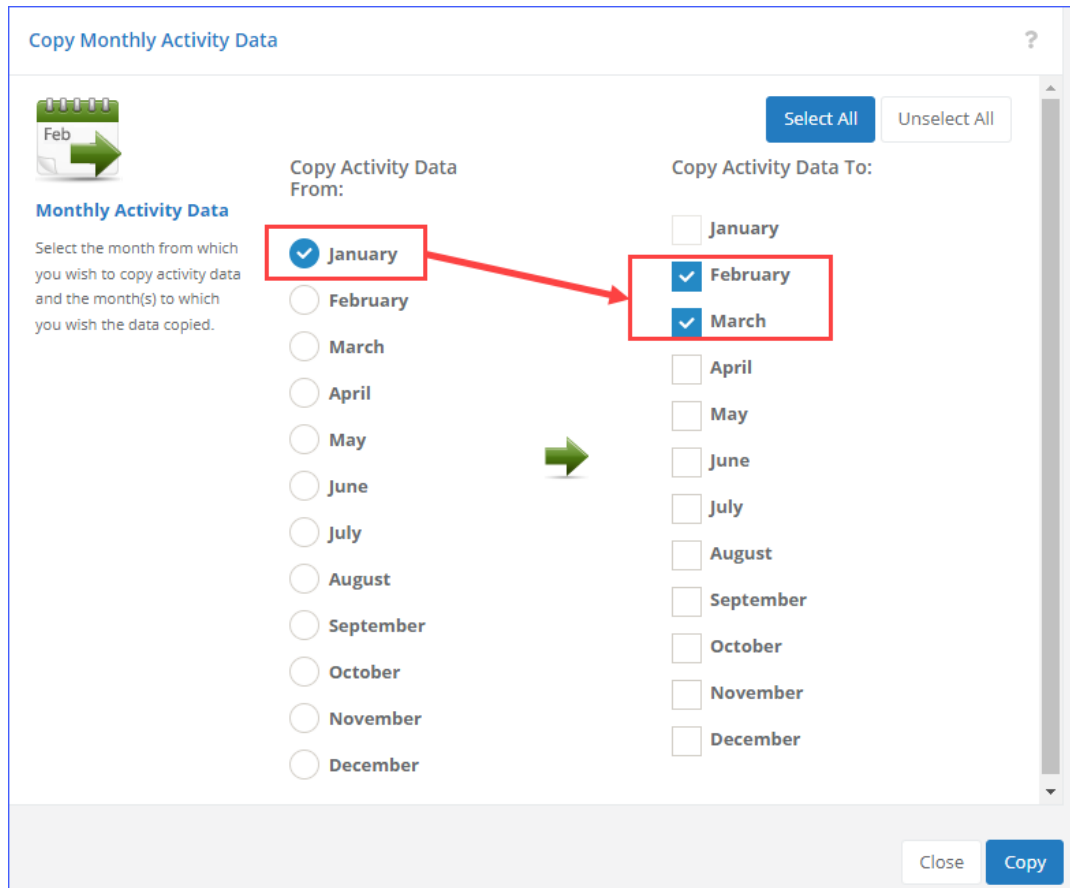 Copy Monthly Activity Data
?
Feb
Select All
Unselect All
Monthly Activity Data
Select the month from which
you wish to copy activity data
and the month(s) to which
you wish the data copied.
Copy Activity Data
From:
January
February
March
April
May
June
July
August
September
October
November
December
Copy Activity Data To:
January
February
March
April
May
June
July
August
September
October
November
December
Close
Copy